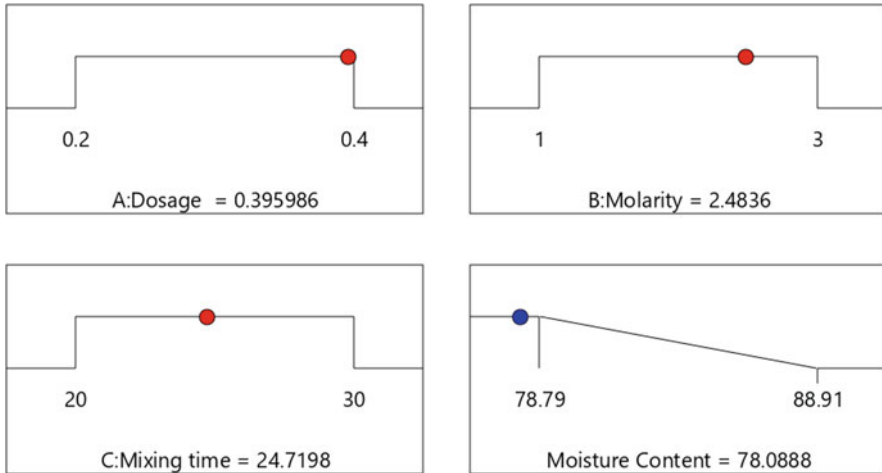 0.2 0.4
A:Dosage = 0.395986
1 3
B:Molarity = 2.4836
20 30
C:Mixing time = 24.7198
78.79 88.91
Moisture Content = 78.0888